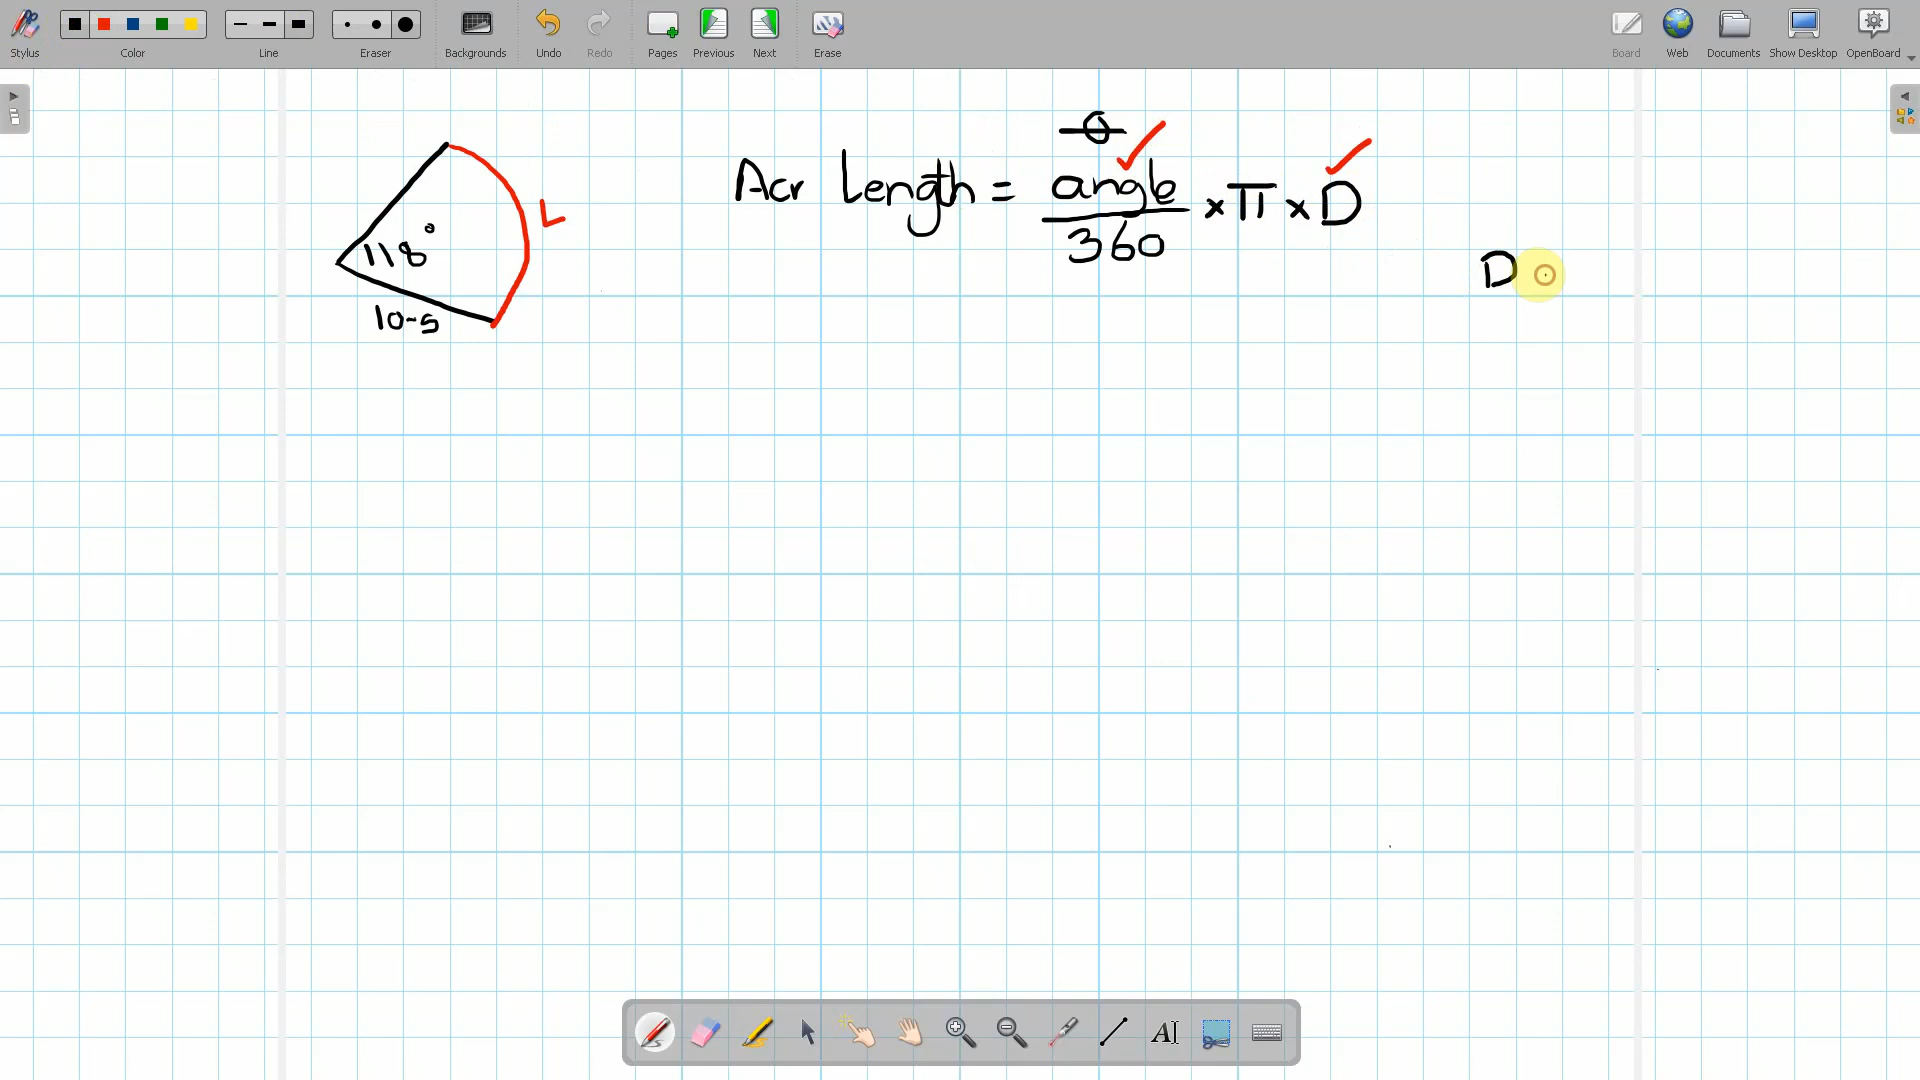 Stylus Color Line Eraser Backgrounds Undo Redo Pages Previous Next Erase Board Web Documents Show Desktop OpenBoard
θ
Acr Length = angle/360 × π × D
118°
L
10.5
D
AI